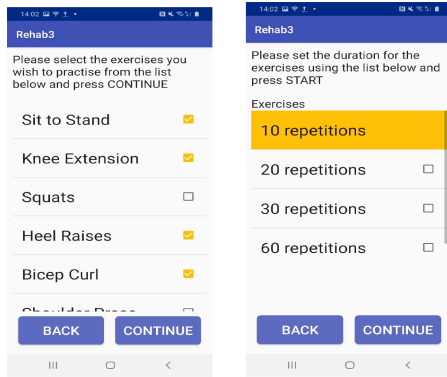 14:02
Rehab3
Please select the exercises you
wish to practise from the list
below and press CONTINUE
Sit to Stand
Knee Extension
Squats
Heel Raises
Bicep Curl
Shoulder Press
BACK CONTINUE
14:02
Rehab3
Please set the duration for the
exercises using the list below and
press START
Exercises
10 repetitions
20 repetitions
30 repetitions
60 repetitions
BACK CONTINUE